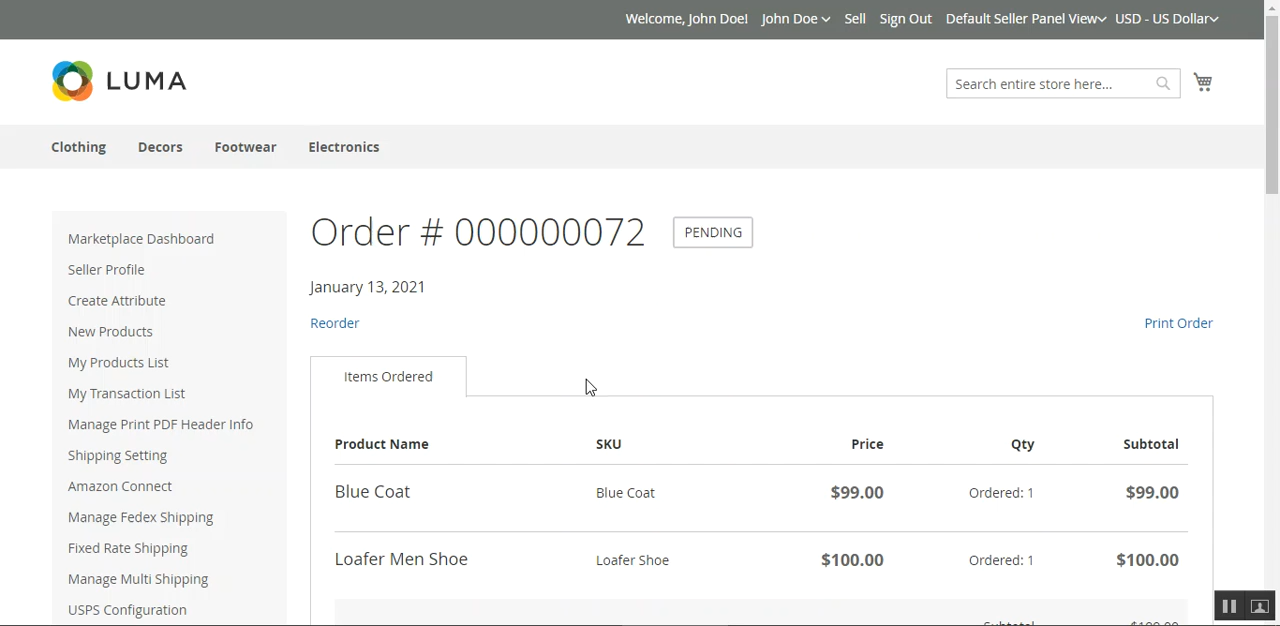 Welcome, John Doe! John Doe Sell Sign Out Default Seller Panel View USD - US Dollar
LUMA
Search entire store here...
Clothing Decors Footwear Electronics
Marketplace Dashboard
Seller Profile
Create Attribute
New Products
My Products List
My Transaction List
Manage Print PDF Header Info
Shipping Setting
Amazon Connect
Manage Fedex Shipping
Fixed Rate Shipping
Manage Multi Shipping
USPS Configuration
Order # 000000072 PENDING
January 13, 2021
Reorder Print Order
Items Ordered
Product Name SKU Price Qty Subtotal
Blue Coat Blue Coat $99.00 Ordered: 1 $99.00
Loafer Men Shoe Loafer Shoe $100.00 Ordered: 1 $100.00